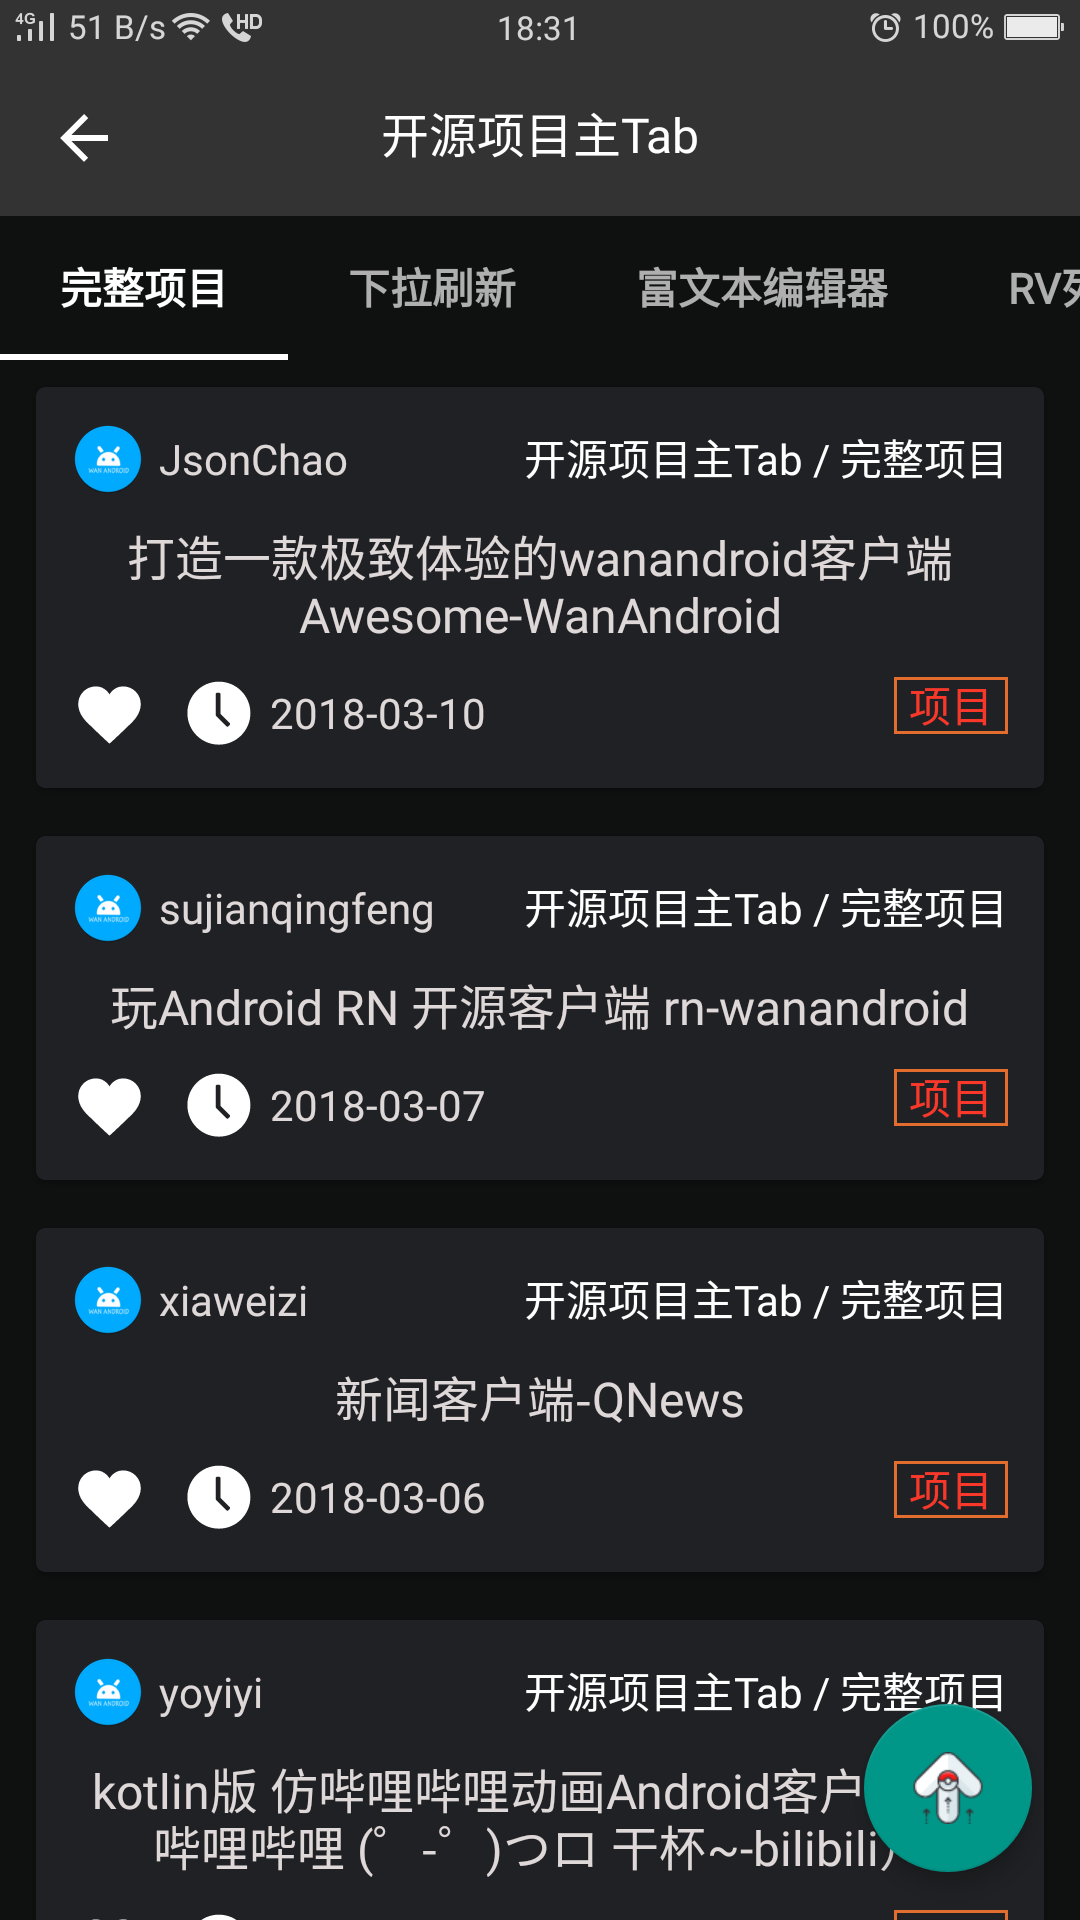 4G 51 B/s HD 18:31 100%
开源项目主Tab
完整项目 下拉刷新 富文本编辑器
JsonChao 开源项目主Tab / 完整项目
打造一款极致体验的wanandroid客户端
Awesome-WanAndroid
2018-03-10 项目
sujianqingfeng 开源项目主Tab / 完整项目
玩Android RN 开源客户端 rn-wanandroid
2018-03-07 项目
xiaweizi 开源项目主Tab / 完整项目
新闻客户端-QNews
2018-03-06 项目
yoyiyi 开源项目主Tab / 完整项目
kotlin版 仿哔哩哔哩动画Android客户
哔哩哔哩 (゜-゜)つロ 干杯~-bilibili)